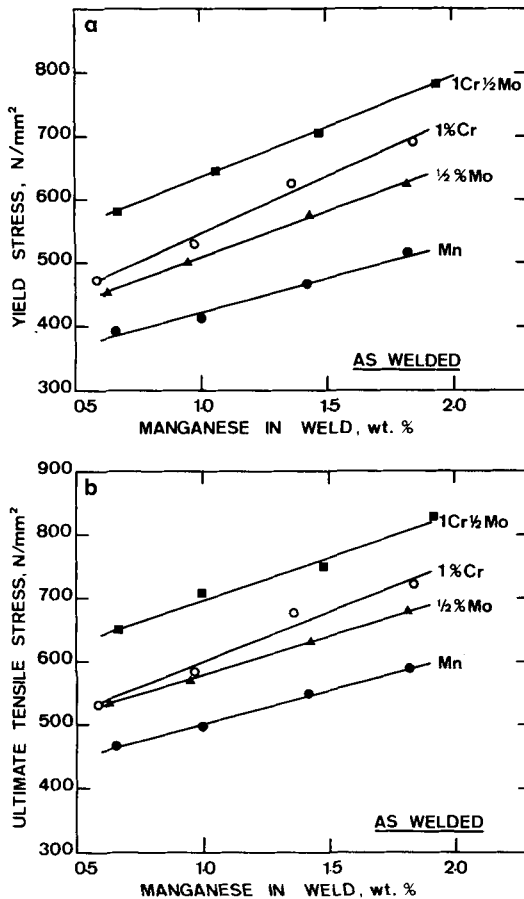 a
YIELD STRESS, N/mm²
800
700
600
500
400
300
1Cr½Mo
1%Cr
½%Mo
Mn
AS WELDED
0.5 1.0 1.5 2.0
MANGANESE IN WELD, wt. %
b
ULTIMATE TENSILE STRESS, N/mm²
900
800
700
600
500
400
300
1Cr½Mo
1%Cr
½%Mo
Mn
AS WELDED
0.5 1.0 1.5 2.0
MANGANESE IN WELD, wt. %